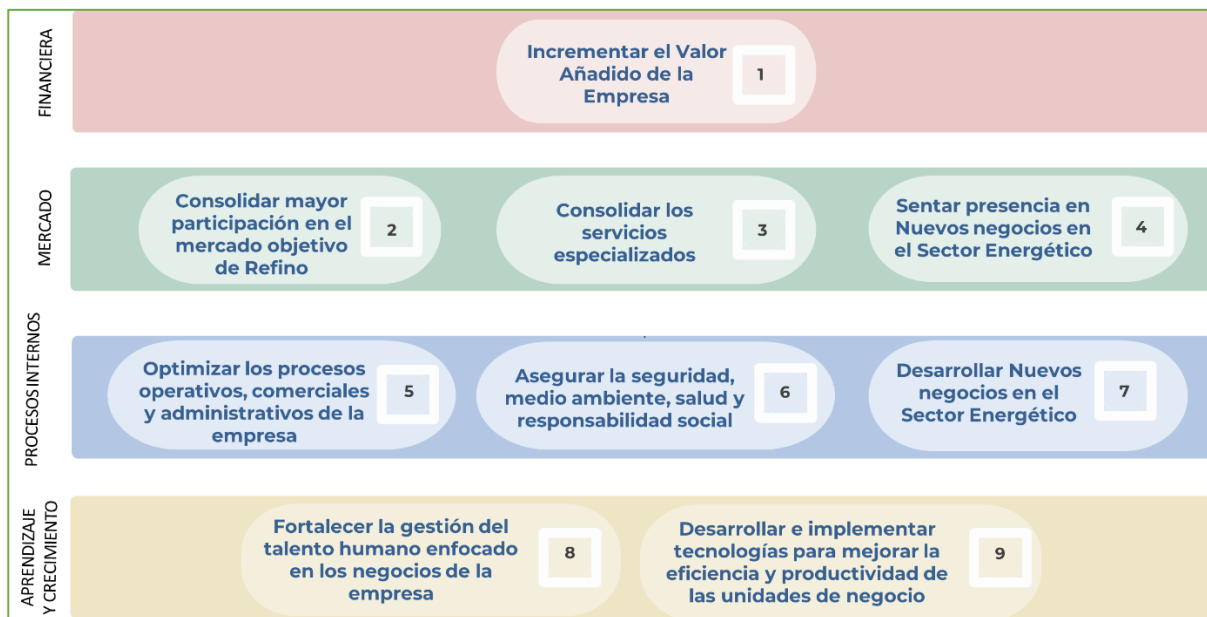 FINANCIERA
Incrementar el Valor
Añadido de la
Empresa
1
MERCADO
Consolidar mayor
participación en el
mercado objetivo
de Refino
2
Consolidar los
servicios
especializados
3
Sentar presencia en
Nuevos negocios en
el Sector Energético
4
PROCESOS INTERNOS
Optimizar los procesos
operativos, comerciales
y administrativos de la
empresa
5
Asegurar la seguridad,
medio ambiente, salud y
responsabilidad social
6
Desarrollar Nuevos
negocios en el
Sector Energético
7
APRENDIZAJE
Y CRECIMIENTO
Fortalecer la gestión del
talento humano enfocado
en los negocios de la
empresa
8
Desarrollar e implementar
tecnologías para mejorar la
eficiencia y productividad de
las unidades de negocio
9